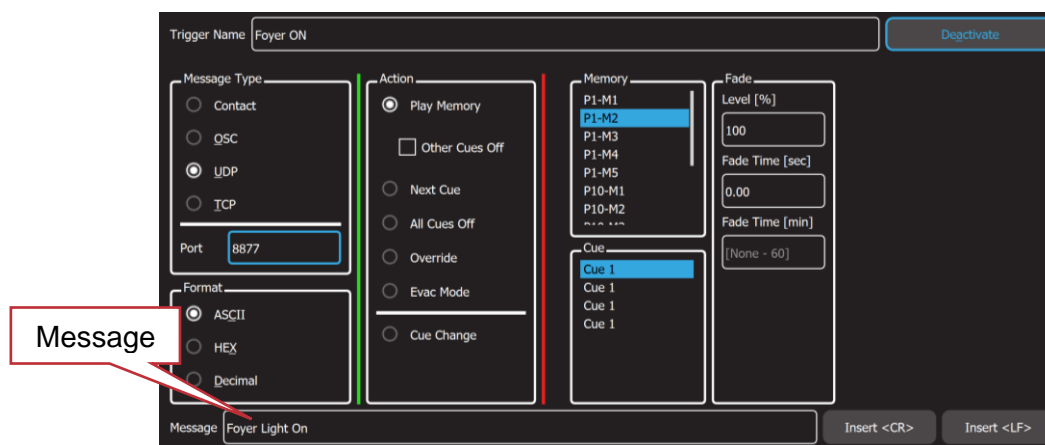 Trigger Name
Foyer ON
Deactivate
Message Type
Contact
OSC
UDP
TCP
Port
8877
Format
ASCII
HEX
Decimal
Action
Play Memory
Other Cues Off
Next Cue
All Cues Off
Override
Evac Mode
Cue Change
Memory
P1-M1
P1-M2
P1-M3
P1-M4
P1-M5
P10-M1
P10-M2
Cue
Cue 1
Cue 1
Cue 1
Cue 1
Fade
Level [%]
100
Fade Time [sec]
0.00
Fade Time [min]
[None - 60]
Message
Message
Foyer Light On
Insert <CR>
Insert <LF>